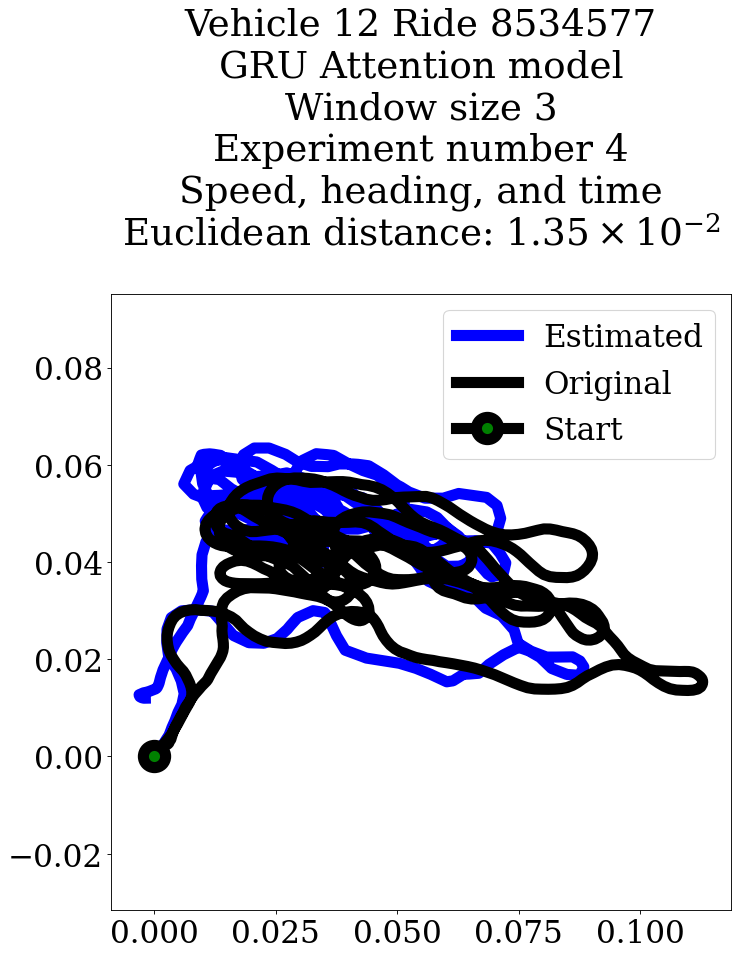 Vehicle 12 Ride 8534577
GRU Attention model
Window size 3
Experiment number 4
Speed, heading, and time
Euclidean distance: 1.35 × 10⁻²
Estimated
Original
Start
0.08
0.06
0.04
0.02
0.00
−0.02
0.000 0.025 0.050 0.075 0.100